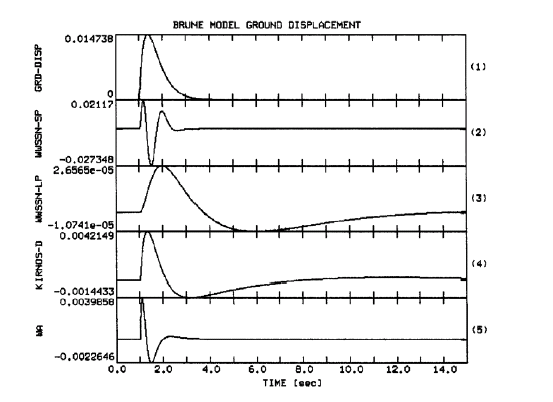 BRUNE MODEL GROUND DISPLACEMENT
0.014738
GRD-DISP
(1)
0
0.02117
WWSSN-SP
(2)
-0.027348
2.6565e-05
WWSSN-LP
(3)
-1.0741e-05
0.0042149
KIRNOS-D
(4)
-0.0014433
0.0039858
WA
(5)
-0.0022646
0.0 2.0 4.0 6.0 8.0 10.0 12.0 14.0
TIME [sec]